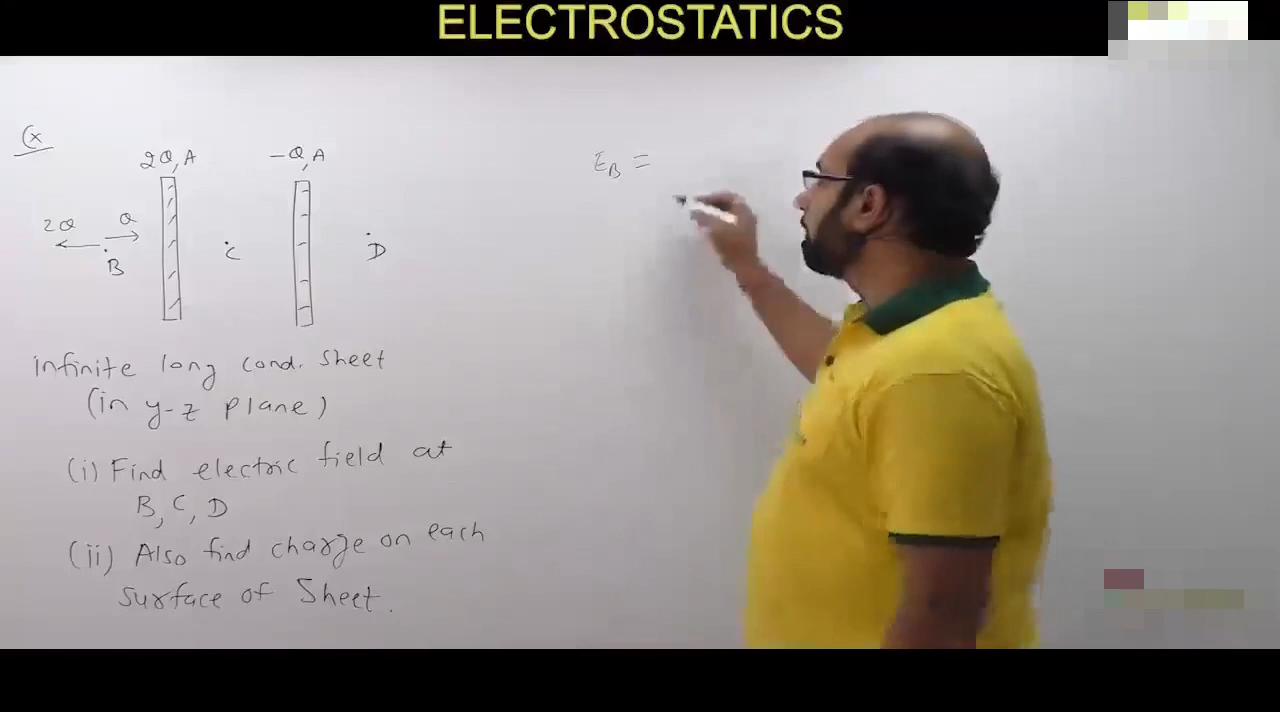 ELECTROSTATICS
Ex
2Q, A
-Q, A
2Q
Q
B
C
D
E_B =
infinite long cond. sheet
(in y-z plane)
(i) Find electric field at
B, C, D
(ii) Also find charge on each
surface of Sheet.